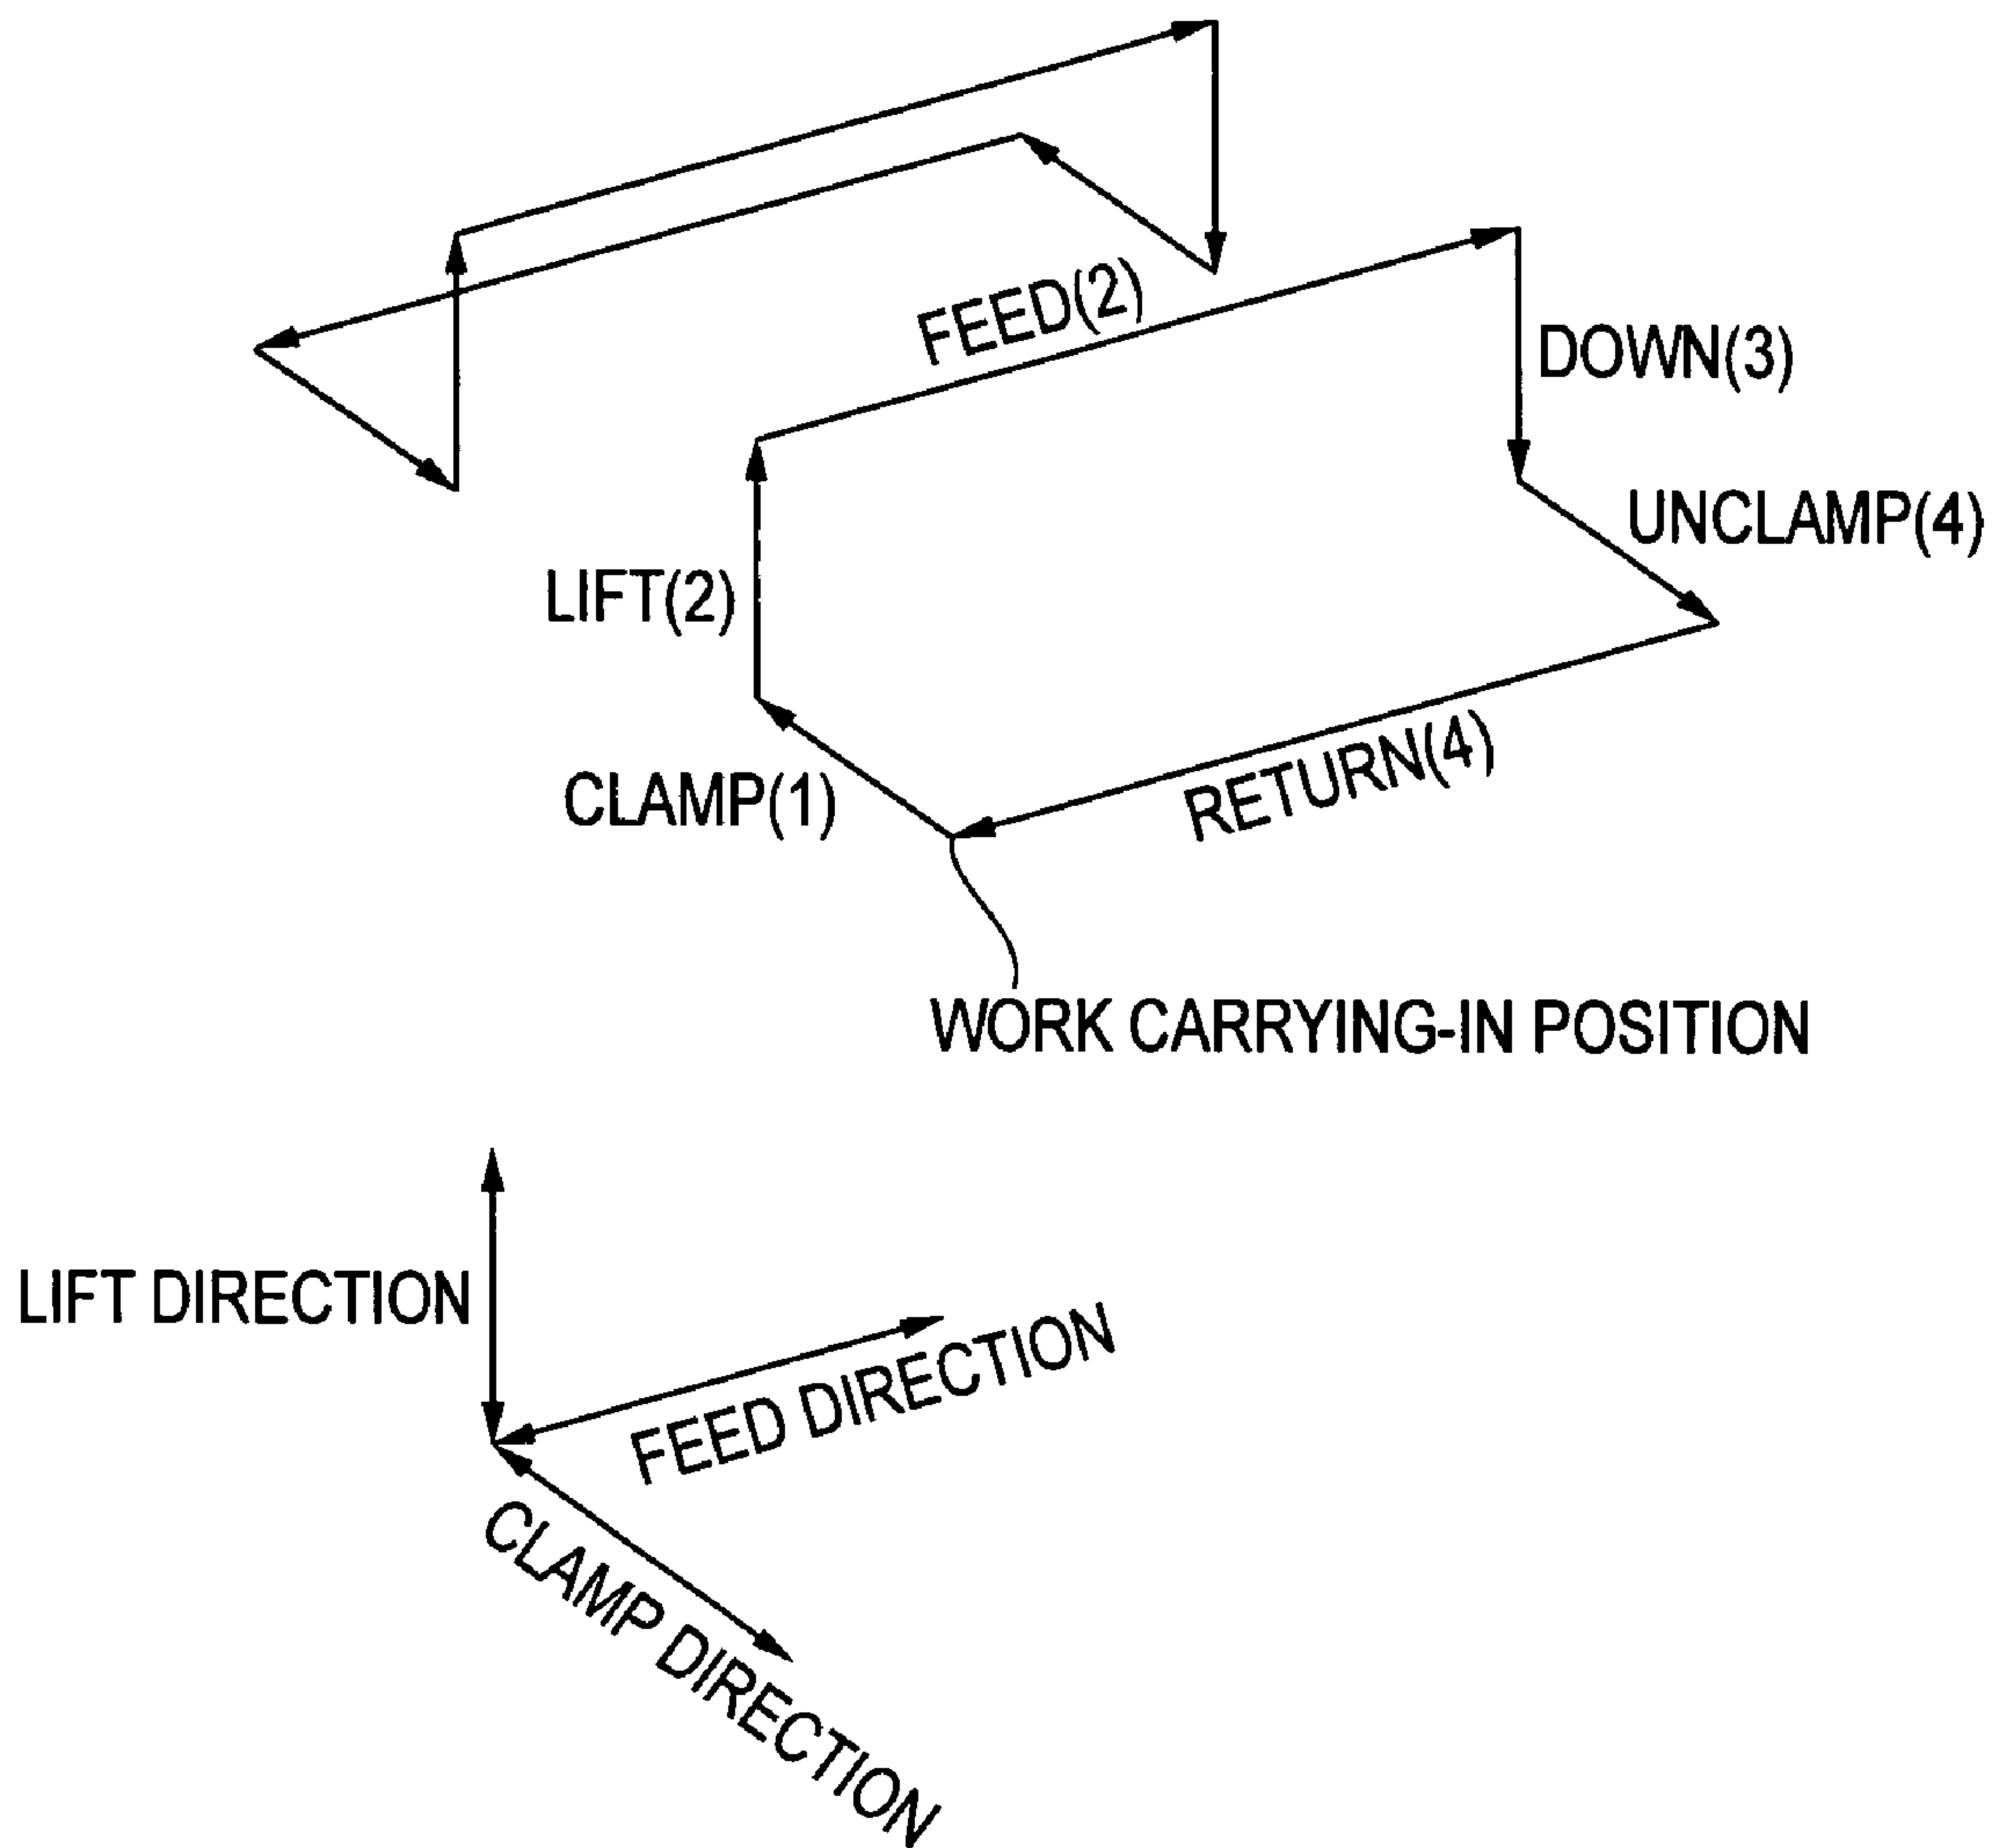 FEED(2)
DOWN(3)
UNCLAMP(4)
LIFT(2)
CLAMP(1)
RETURN(4)
WORK CARRYING-IN POSITION
LIFT DIRECTION
FEED DIRECTION
CLAMP DIRECTION